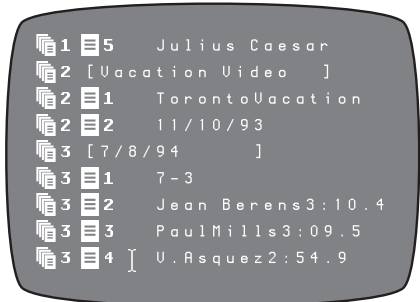 1 5 Julius Caesar
2 [Vacation Video ]
2 1 TorontoVacation
2 2 11/10/93
3 [7/8/94 ]
3 1 7-3
3 2 Jean Berens3:10.4
3 3 PaulMills3:09.5
3 4 V.Asquez2:54.9